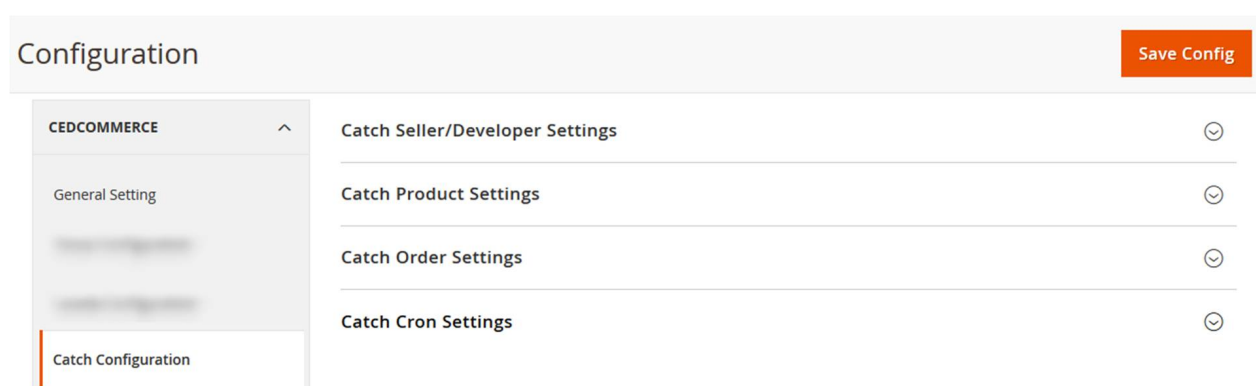 Configuration
Save Config
CEDCOMMERCE
General Setting
Catch Configuration
Catch Seller/Developer Settings
Catch Product Settings
Catch Order Settings
Catch Cron Settings